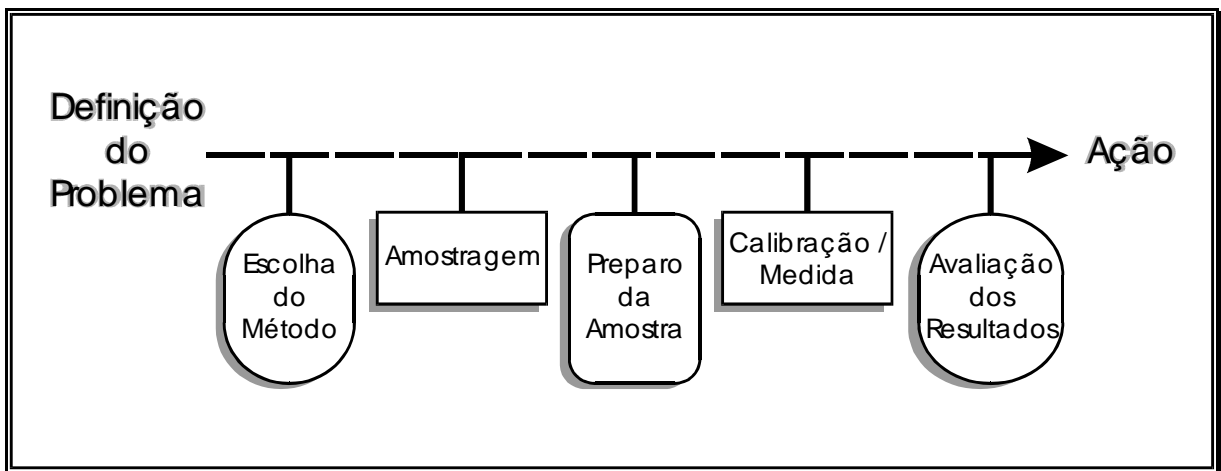 Definição
do
Problema
Ação
Escolha
do
Método
Amostragem
Preparo
da
Amostra
Calibração /
Medida
Avaliação
dos
Resultados